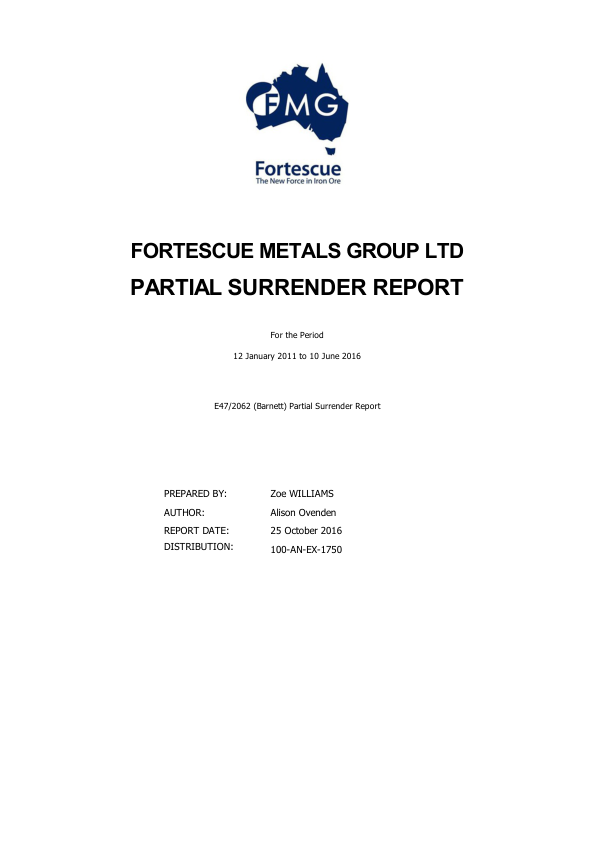 FMG
Fortescue
The New Force in Iron Ore
FORTESCUE METALS GROUP LTD
PARTIAL SURRENDER REPORT
For the Period
12 January 2011 to 10 June 2016
E47/2062 (Barnett) Partial Surrender Report
PREPARED BY: Zoe WILLIAMS
AUTHOR: Alison Ovenden
REPORT DATE: 25 October 2016
DISTRIBUTION: 100-AN-EX-1750